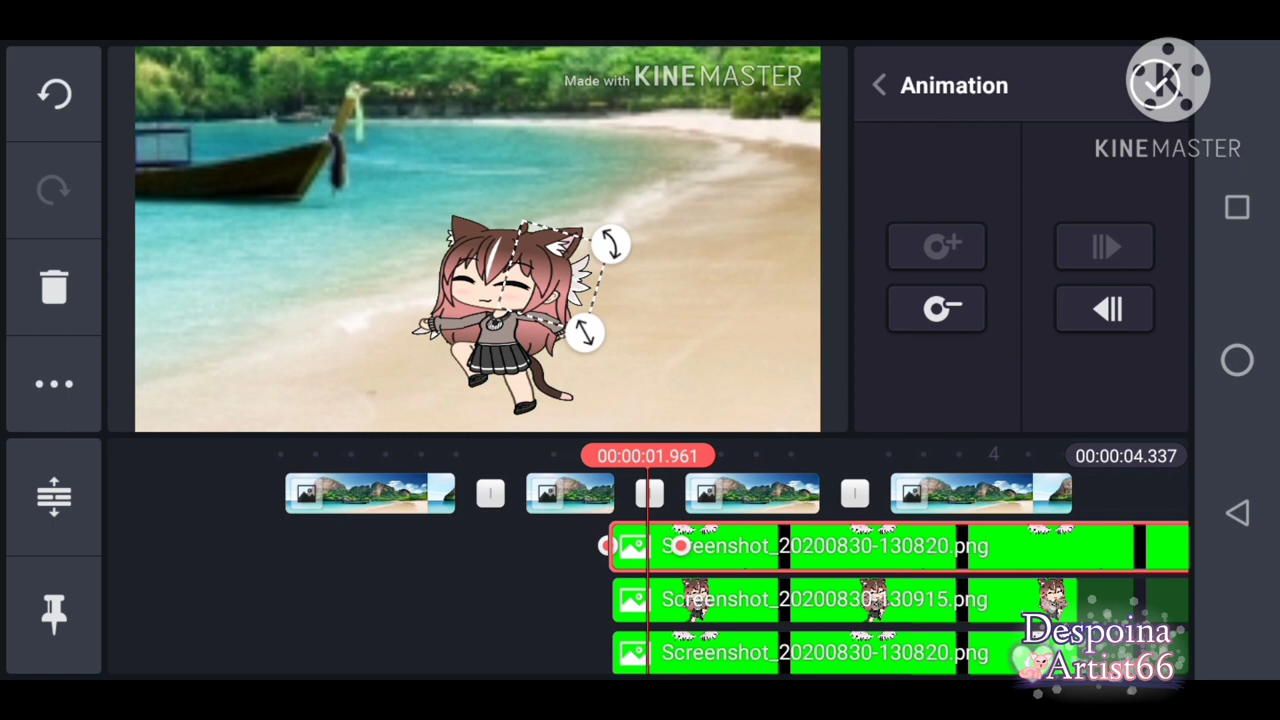 Made with KINEMASTER
Animation
KINEMASTER
00:00:01.961
4
00:00:04.337
Screenshot_20200830-130820.png
Screenshot_20200830-130915.png
Screenshot_20200830-130820.png
Despoina
Artist66